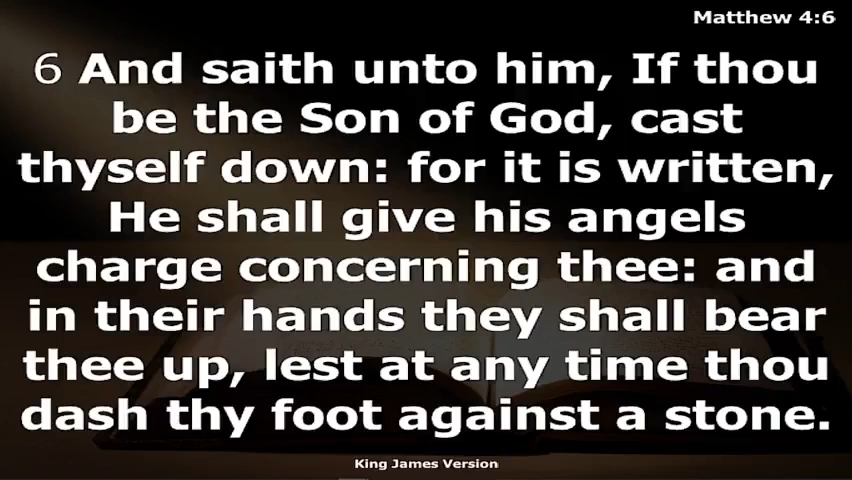 Matthew 4:6
6 And saith unto him, If thou
be the Son of God, cast
thyself down: for it is written,
He shall give his angels
charge concerning thee: and
in their hands they shall bear
thee up, lest at any time thou
dash thy foot against a stone.
King James Version